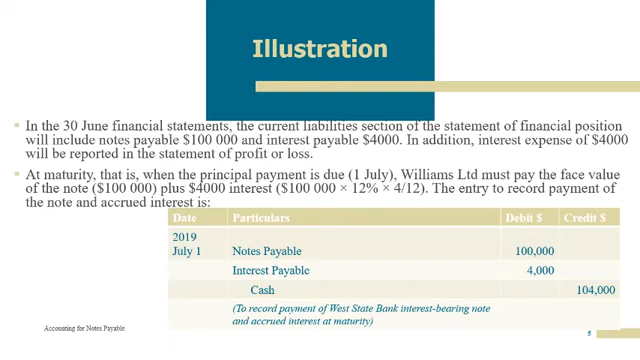 Illustration
In the 30 June financial statements, the current liabilities section of the statement of financial position
will include notes payable $100 000 and interest payable $4000. In addition, interest expense of $4000
will be reported in the statement of profit or loss.
At maturity, that is, when the principal payment is due (1 July), Williams Ltd must pay the face value
of the note ($100 000) plus $4000 interest ($100 000 × 12% × 4/12). The entry to record payment of
the note and accrued interest is:
Date Particulars Debit $ Credit $
2019
July 1 Notes Payable 100,000
Interest Payable 4,000
Cash 104,000
(To record payment of West State Bank interest-bearing note
and accrued interest at maturity)
Accounting for Notes Payable 5